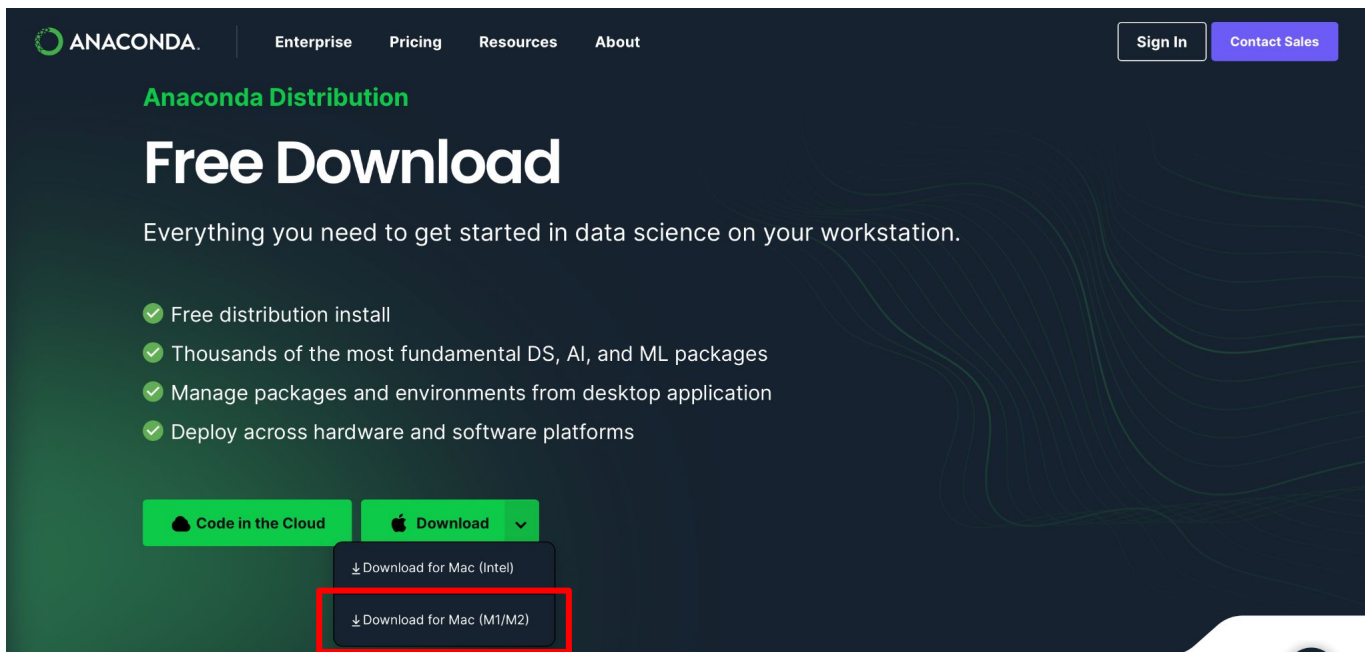 ANACONDA.
Enterprise Pricing Resources About
Sign In
Contact Sales
Anaconda Distribution
Free Download
Everything you need to get started in data science on your workstation.
Free distribution install
Thousands of the most fundamental DS, AI, and ML packages
Manage packages and environments from desktop application
Deploy across hardware and software platforms
Code in the Cloud
Download
Download for Mac (Intel)
Download for Mac (M1/M2)